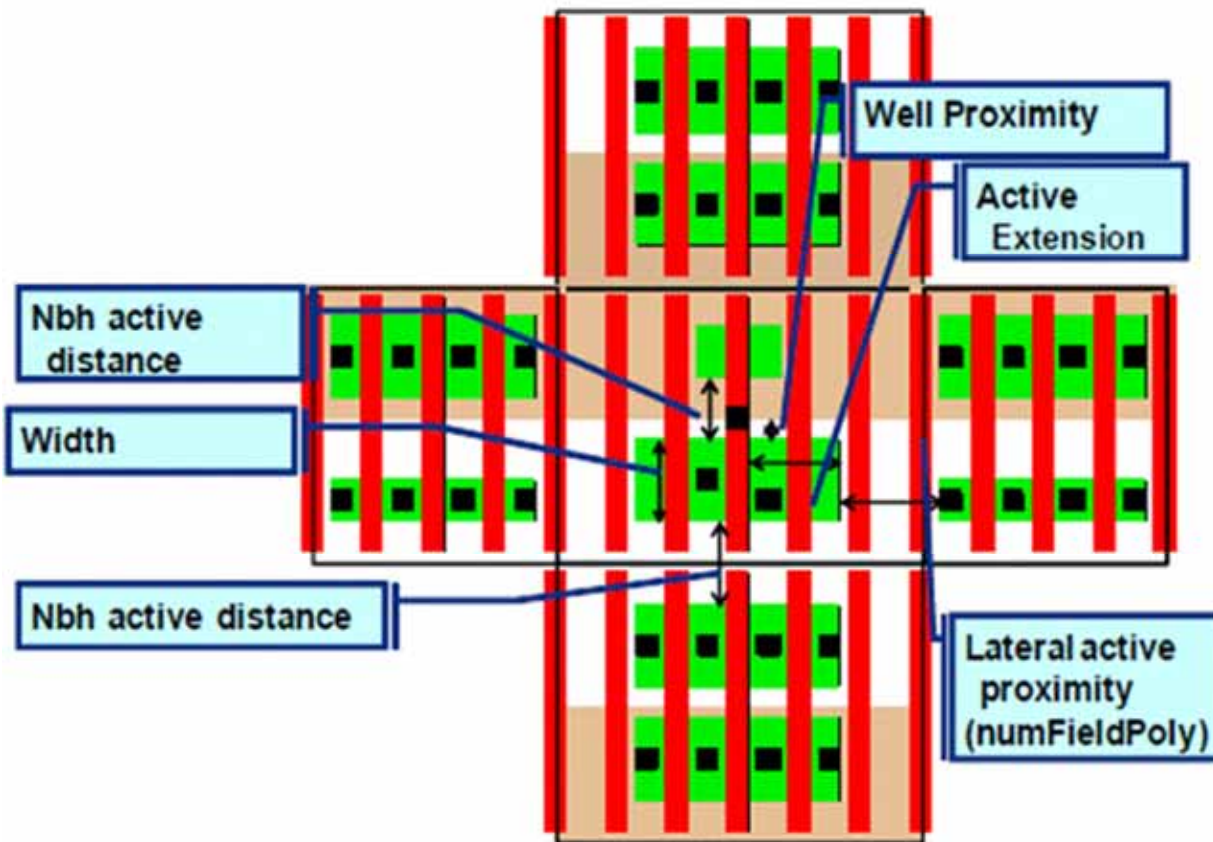 Well Proximity
Active
Extension
Nbh active
distance
Width
Nbh active distance
Lateral active
proximity
(numFieldPoly)